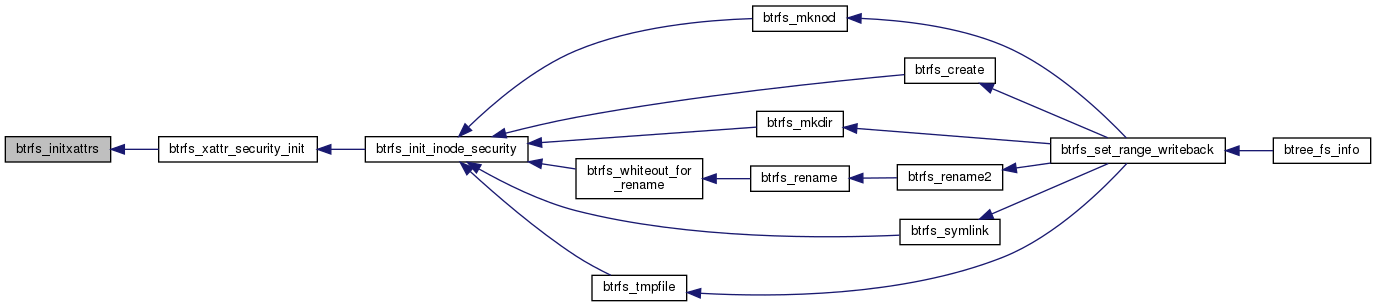 btrfs_mknod
btrfs_create
btrfs_mkdir
btrfs_initxattrs
btrfs_xattr_security_init
btrfs_init_inode_security
btrfs_set_range_writeback
btree_fs_info
btrfs_whiteout_for
_rename
btrfs_rename
btrfs_rename2
btrfs_symlink
btrfs_tmpfile